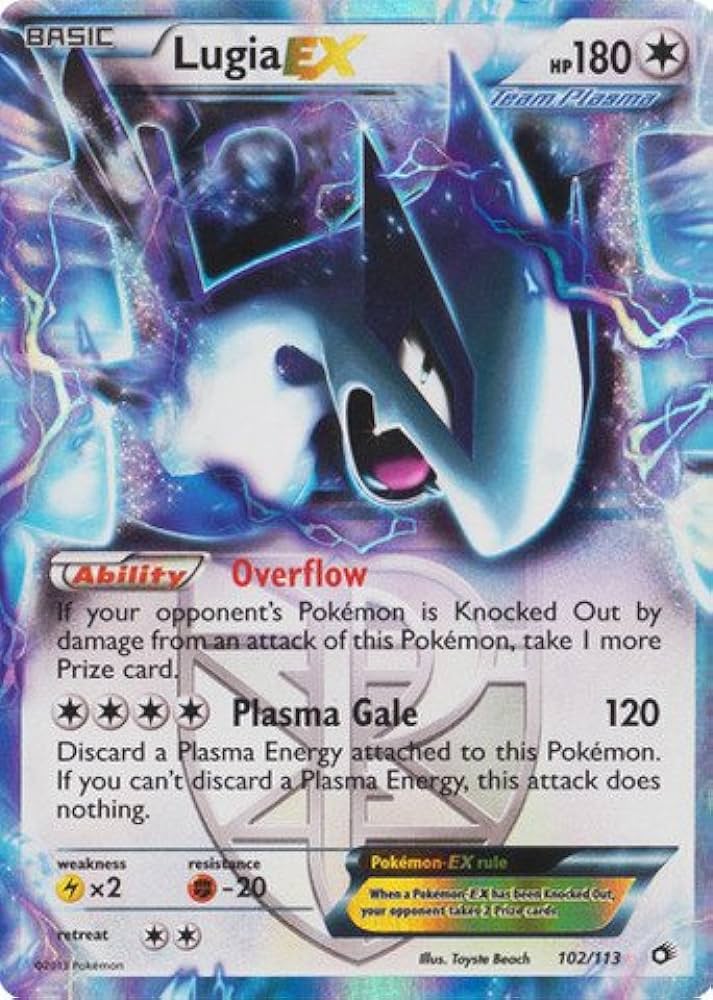 BASIC
LugiaEX
HP180
Team Plasma
Ability Overflow
If your opponent's Pokémon is Knocked Out by
damage from an attack of this Pokémon, take 1 more
Prize card.
Plasma Gale 120
Discard a Plasma Energy attached to this Pokémon.
If you can't discard a Plasma Energy, this attack does
nothing.
weakness resistance
×2 -20
retreat
Pokémon-EX rule
When a Pokémon-EX has been Knocked Out,
your opponent takes 2 Prize cards.
©2013 Pokémon Illus. Toyste Beach 102/113